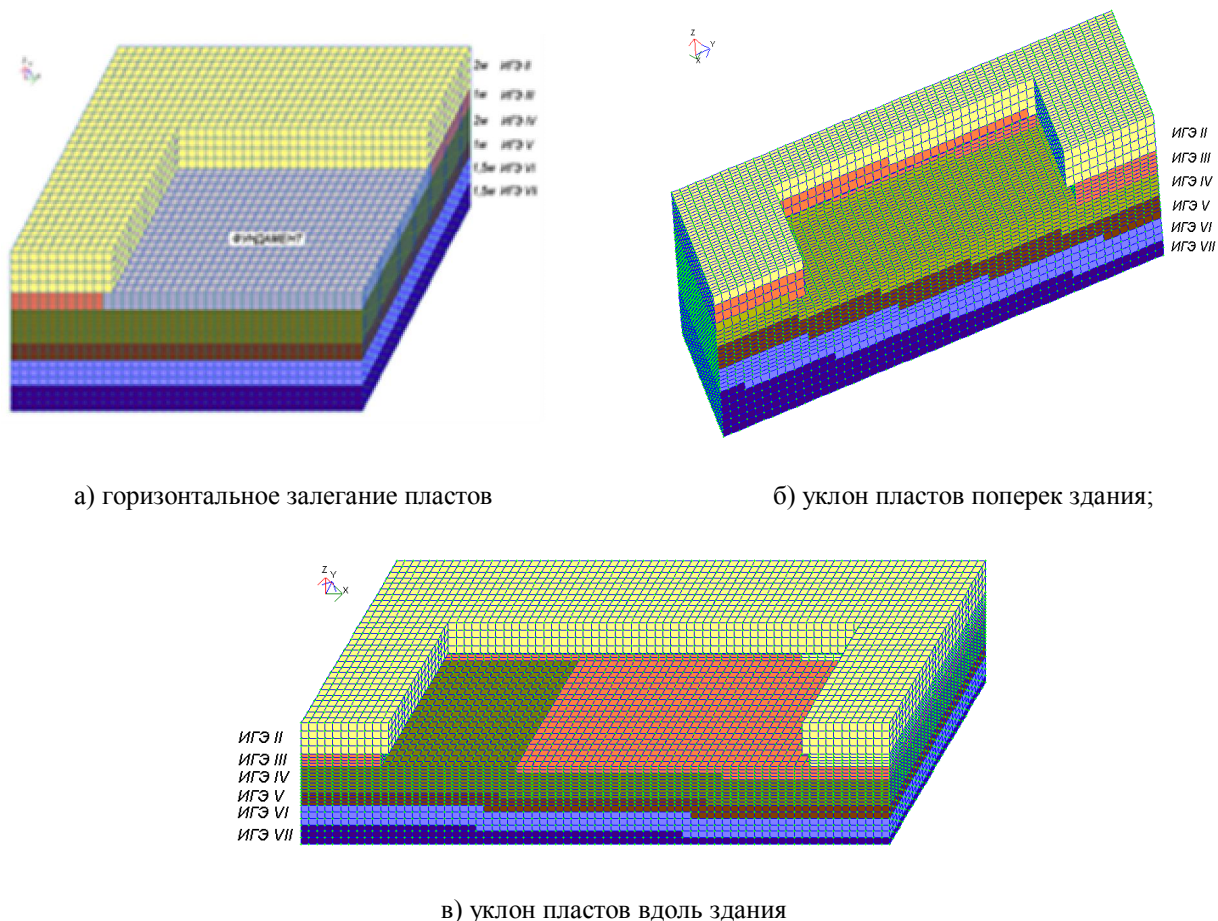 2м ИГЭ II
1м ИГЭ III
2м ИГЭ IV
1м ИГЭ V
1,5м ИГЭ VI
1,5м ИГЭ VII
ФУНДАМЕНТ
Z
Y
X
ИГЭ II
ИГЭ III
ИГЭ IV
ИГЭ V
ИГЭ VI
ИГЭ VII
а) горизонтальное залегание пластов
б) уклон пластов поперек здания;
Z
Y
X
ИГЭ II
ИГЭ III
ИГЭ IV
ИГЭ V
ИГЭ VI
ИГЭ VII
в) уклон пластов вдоль здания